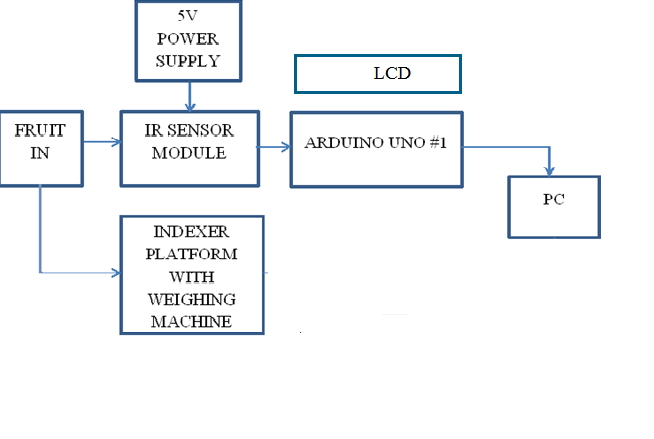 5V
POWER
SUPPLY
LCD
FRUIT
IN
IR SENSOR
MODULE
ARDUINO UNO #1
PC
INDEXER
PLATFORM
WITH
WEIGHING
MACHINE